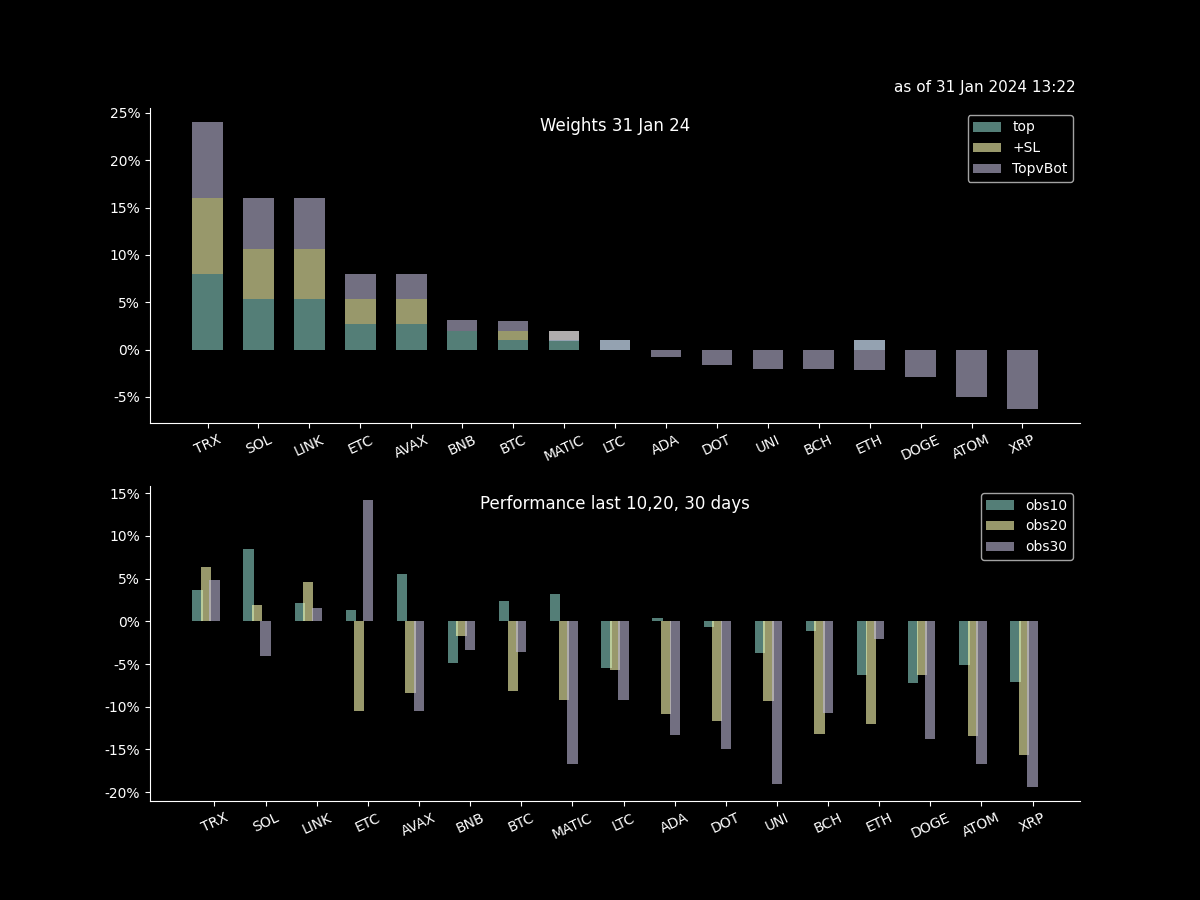 as of 31 Jan 2024 13:22
Weights 31 Jan 24
top
+SL
TopvBot
25%
20%
15%
10%
5%
0%
-5%
TRX SOL LINK ETC AVAX BNB BTC MATIC LTC ADA DOT UNI BCH ETH DOGE ATOM XRP
Performance last 10,20, 30 days
obs10
obs20
obs30
15%
10%
5%
0%
-5%
-10%
-15%
-20%
TRX SOL LINK ETC AVAX BNB BTC MATIC LTC ADA DOT UNI BCH ETH DOGE ATOM XRP